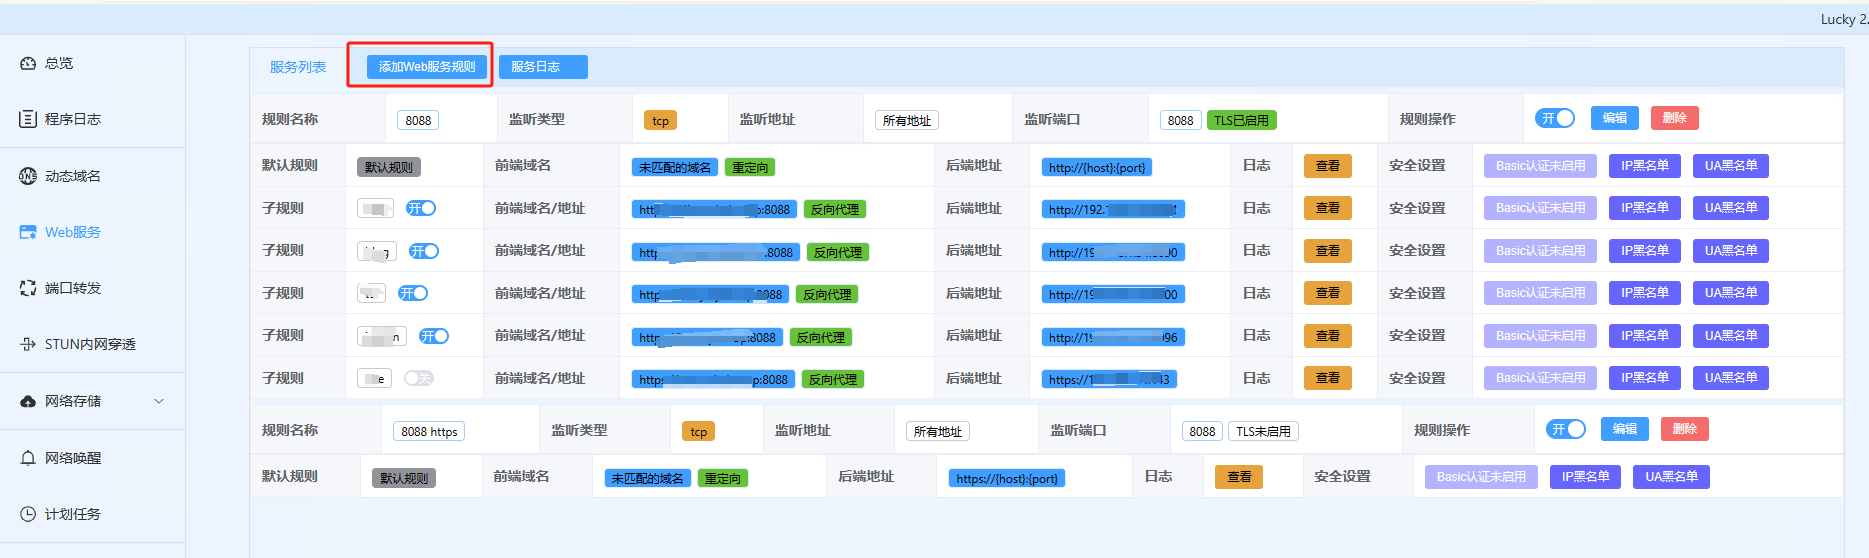 Lucky 2.
总览
程序日志
动态域名
Web服务
端口转发
STUN内网穿透
网络存储
网络唤醒
计划任务
服务列表 添加Web服务规则 服务日志
规则名称 8088 监听类型 tcp 监听地址 所有地址 监听端口 8088 TLS已启用 规则操作 开 编辑 删除
默认规则 默认规则 前端域名 未匹配的域名 重定向 后端地址 http://{host}:{port} 日志 查看 安全设置 Basic认证未启用 IP黑名单 UA黑名单
子规则 开 前端域名/地址 :8088 反向代理 后端地址 http://192. 日志 查看 安全设置 Basic认证未启用 IP黑名单 UA黑名单
子规则 开 前端域名/地址 :8088 反向代理 后端地址 http://19 日志 查看 安全设置 Basic认证未启用 IP黑名单 UA黑名单
子规则 开 前端域名/地址 8088 反向代理 后端地址 http://19 00 日志 查看 安全设置 Basic认证未启用 IP黑名单 UA黑名单
子规则 开 前端域名/地址 :8088 反向代理 后端地址 http://19 096 日志 查看 安全设置 Basic认证未启用 IP黑名单 UA黑名单
子规则 关 前端域名/地址 :8088 反向代理 后端地址 https://1 43 日志 查看 安全设置 Basic认证未启用 IP黑名单 UA黑名单
规则名称 8088 https 监听类型 tcp 监听地址 所有地址 监听端口 8088 TLS未启用 规则操作 开 编辑 删除
默认规则 默认规则 前端域名 未匹配的域名 重定向 后端地址 https://{host}:{port} 日志 查看 安全设置 Basic认证未启用 IP黑名单 UA黑名单